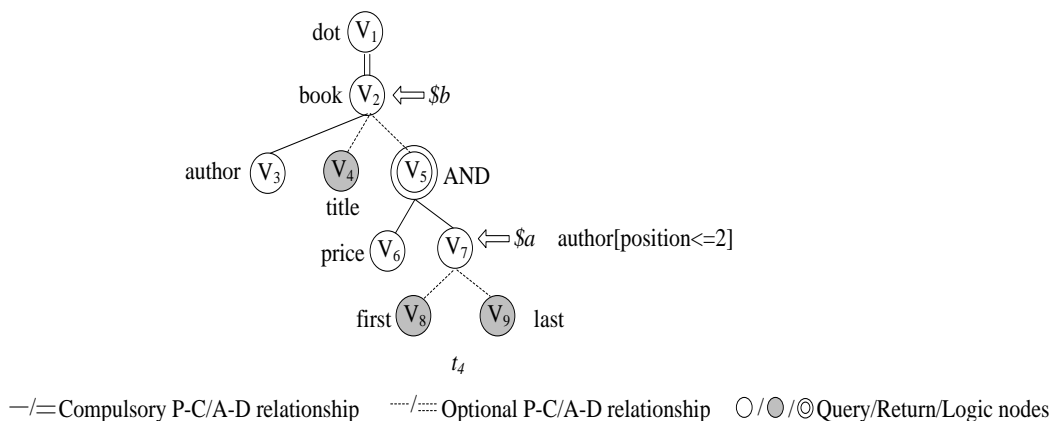 dot V1
book V2 $b
author V3 V4 V5 AND
title
price V6 V7 $a author[position<=2]
first V8 V9 last
t4
—/= Compulsory P-C/A-D relationship ----/==== Optional P-C/A-D relationship ○/●/◎ Query/Return/Logic nodes